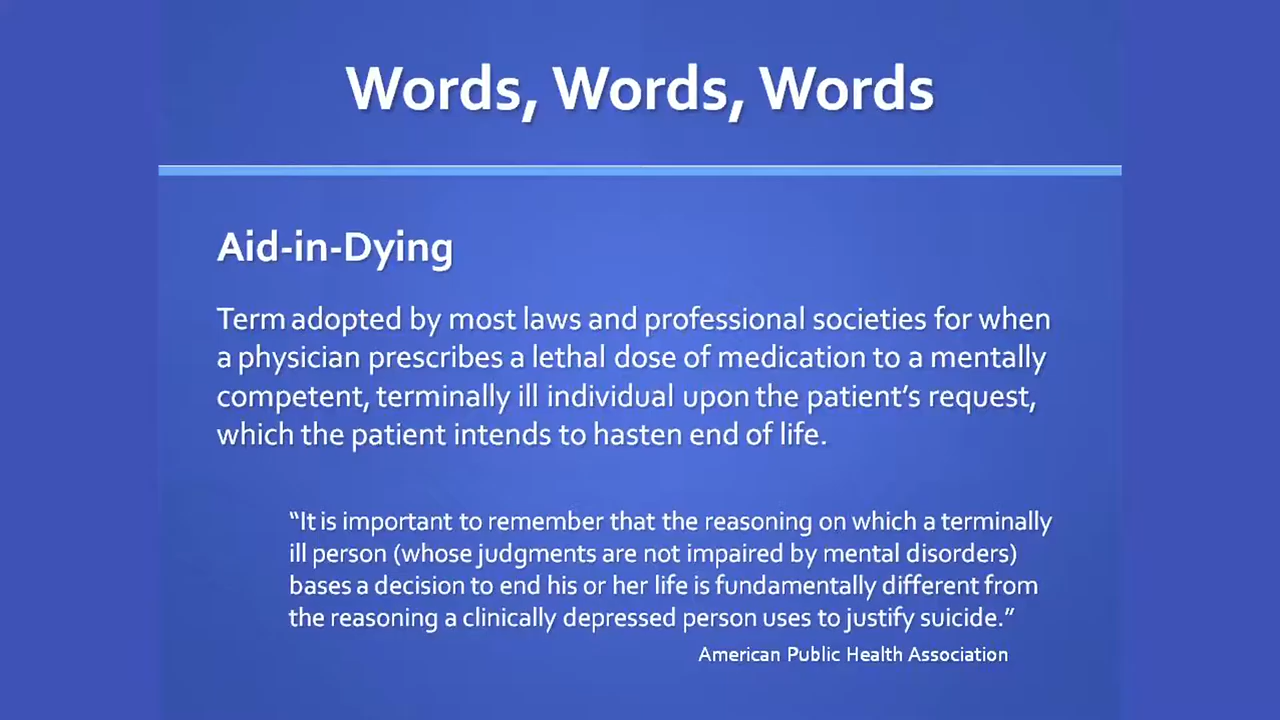 Words, Words, Words
Aid-in-Dying
Term adopted by most laws and professional societies for when
a physician prescribes a lethal dose of medication to a mentally
competent, terminally ill individual upon the patient’s request,
which the patient intends to hasten end of life.
“It is important to remember that the reasoning on which a terminally
ill person (whose judgments are not impaired by mental disorders)
bases a decision to end his or her life is fundamentally different from
the reasoning a clinically depressed person uses to justify suicide.”
American Public Health Association